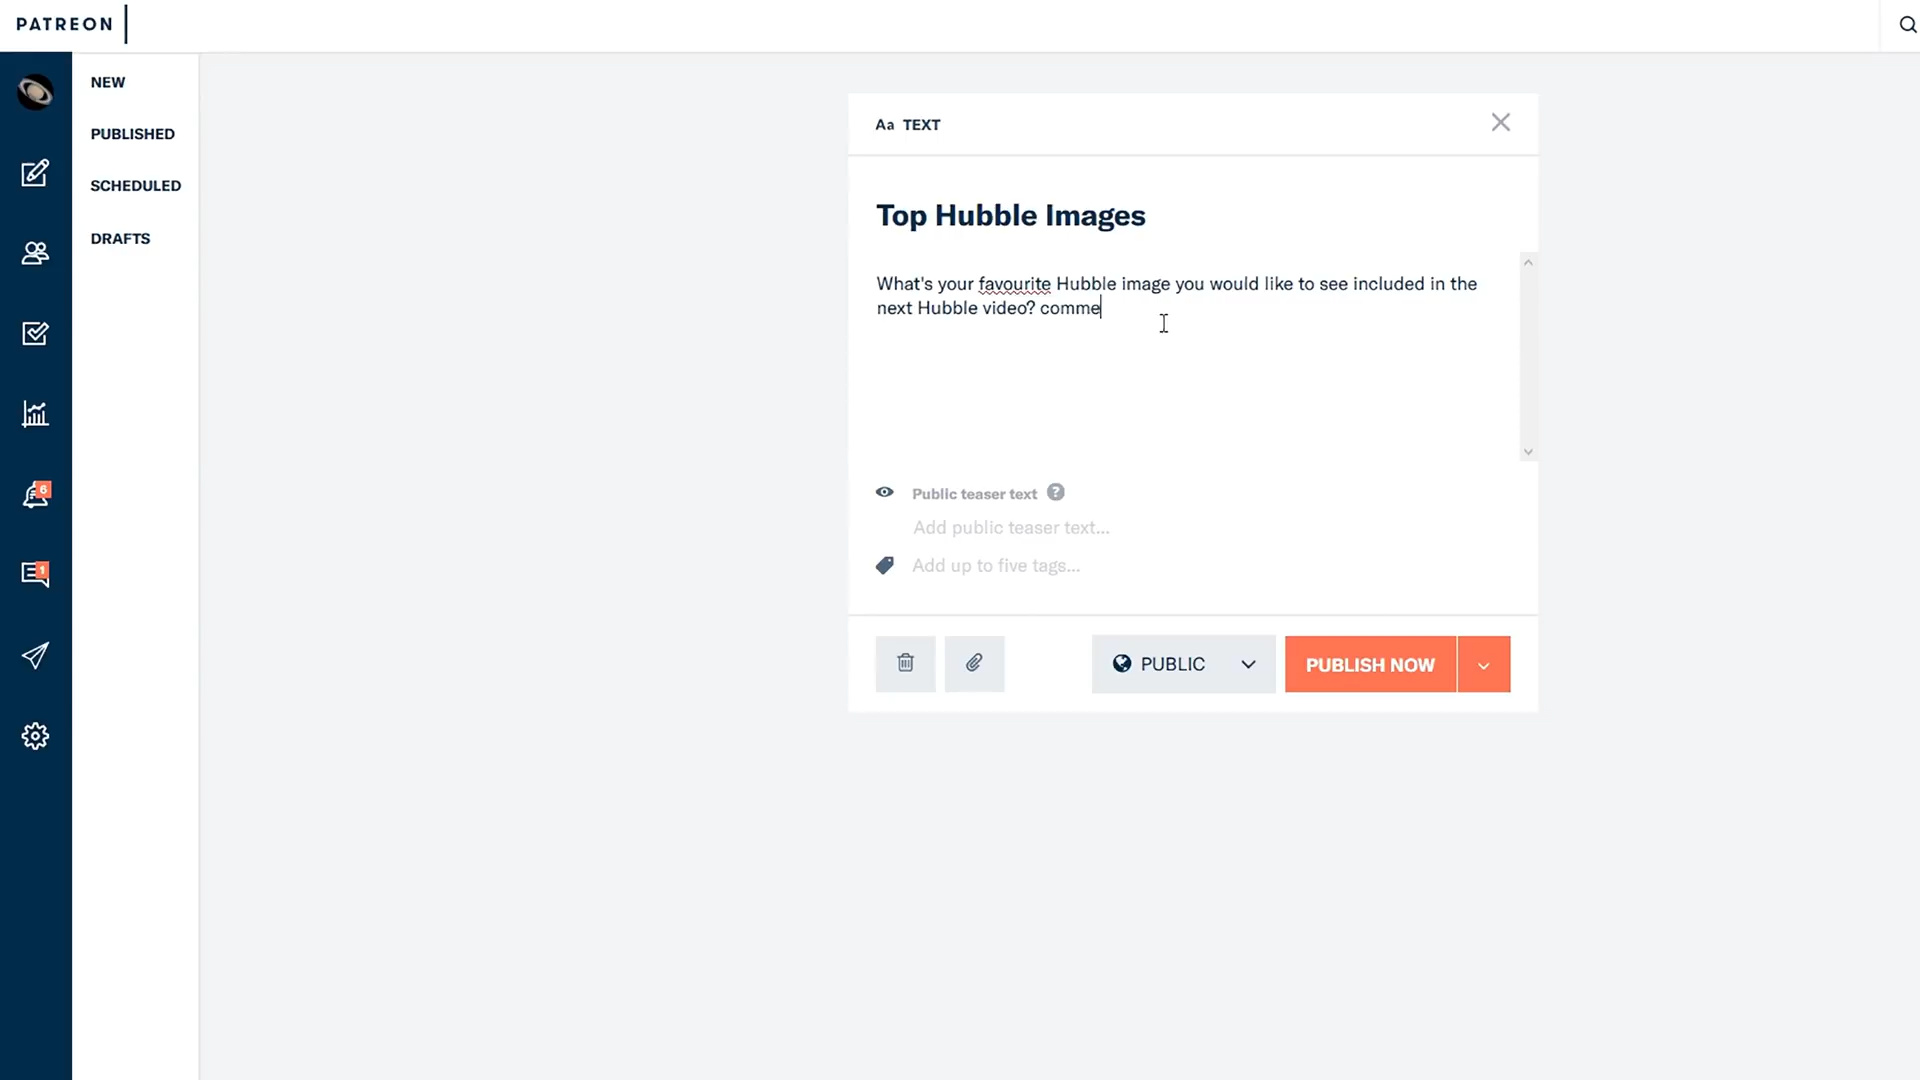 PATREON
NEW
PUBLISHED
SCHEDULED
DRAFTS
6
1
Aa TEXT
Top Hubble Images
What's your favourite Hubble image you would like to see included in the
next Hubble video? comme
Public teaser text ?
Add public teaser text...
Add up to five tags...
PUBLIC
PUBLISH NOW